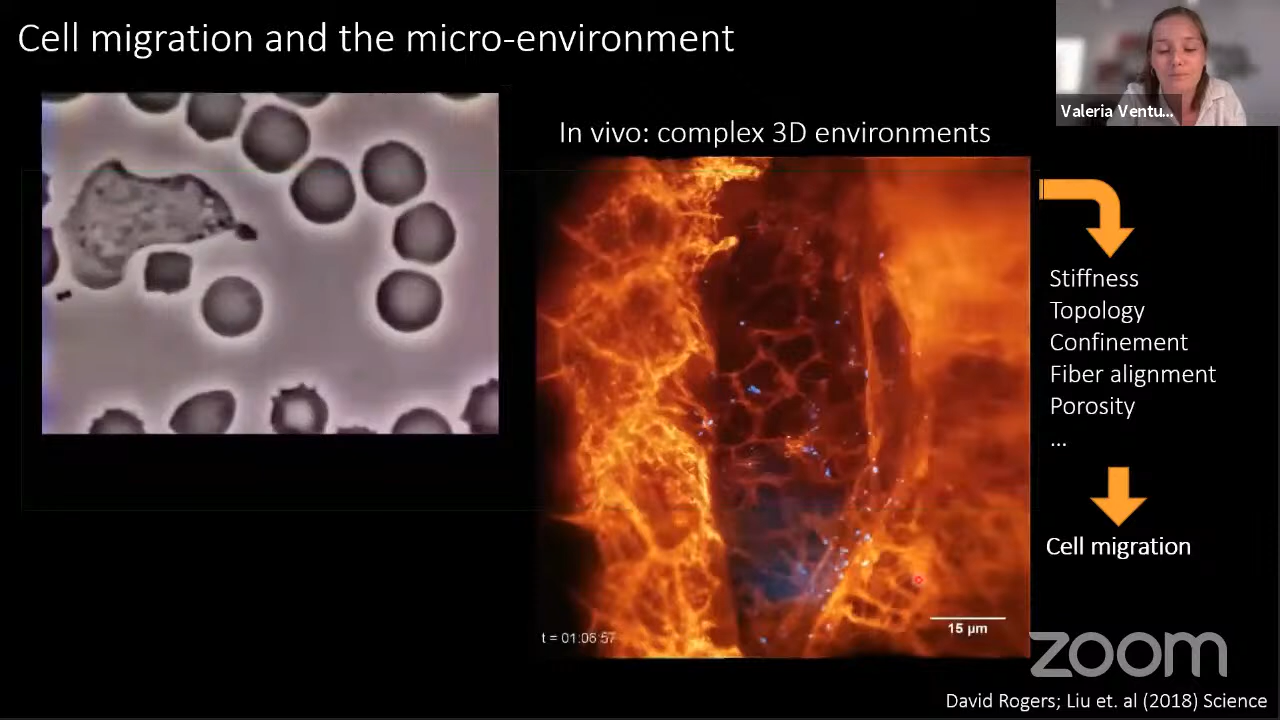 Cell migration and the micro-environment
Valeria Ventu...
In vivo: complex 3D environments
Stiffness
Topology
Confinement
Fiber alignment
Porosity
...
Cell migration
t = 01:06:57
15 μm
zoom
David Rogers; Liu et. al (2018) Science